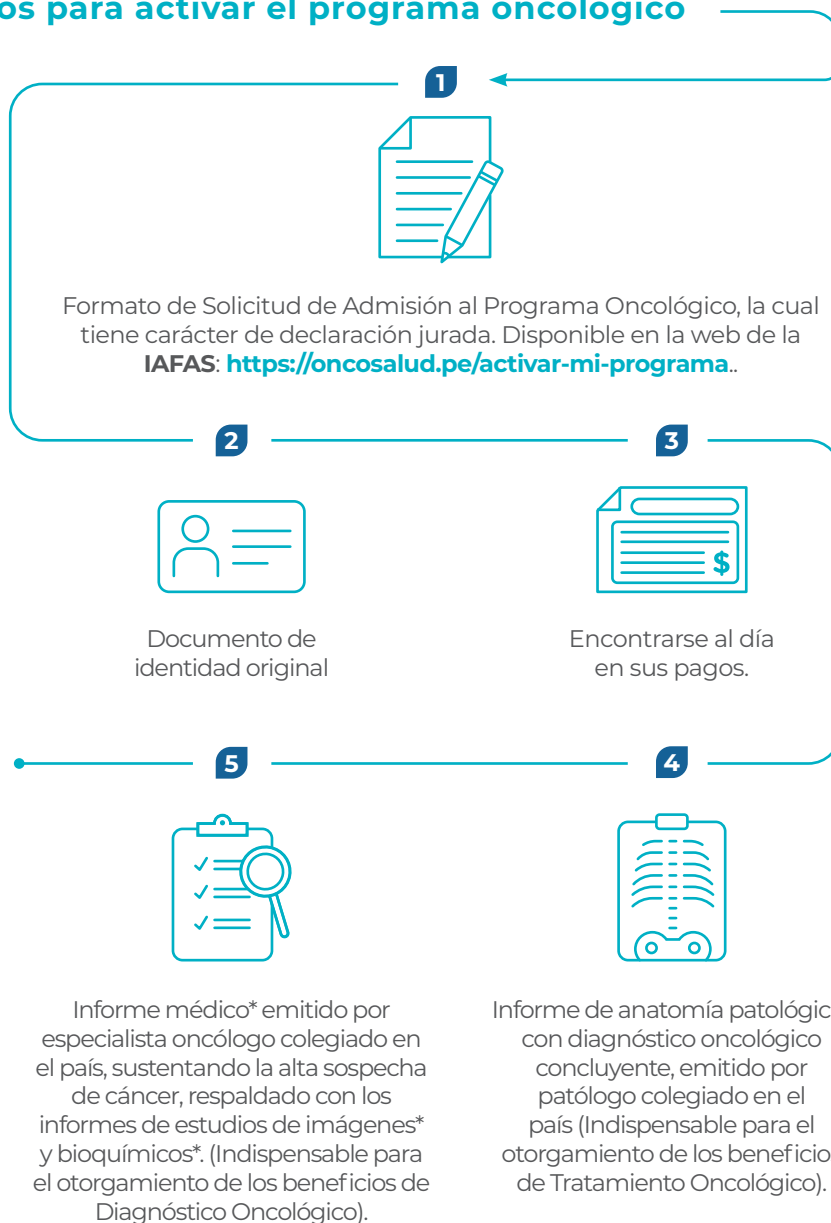 os para activar el programa oncológico
1
Formato de Solicitud de Admisión al Programa Oncológico, la cual
tiene carácter de declaración jurada. Disponible en la web de la
IAFAS: https://oncosalud.pe/activar-mi-programa..
2
Documento de
identidad original
3
$
Encontrarse al día
en sus pagos.
4
Informe de anatomía patológic
con diagnóstico oncológico
concluyente, emitido por
patólogo colegiado en el
país (Indispensable para el
otorgamiento de los beneficio
de Tratamiento Oncológico).
5
Informe médico* emitido por
especialista oncólogo colegiado en
el país, sustentando la alta sospecha
de cáncer, respaldado con los
informes de estudios de imágenes*
y bioquímicos*. (Indispensable para
el otorgamiento de los beneficios de
Diagnóstico Oncológico).